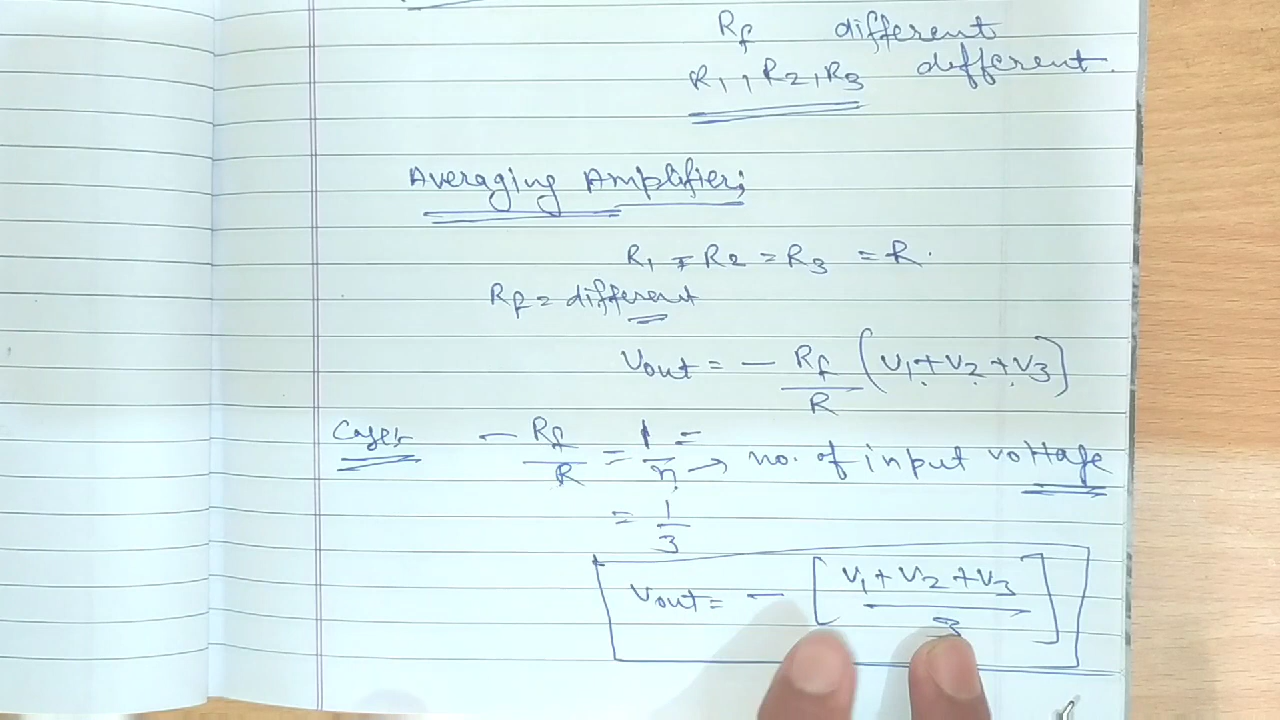 Rf different
R1, R2, R3 different.
Averaging Amplifier;
R1 = R2 = R3 = R.
Rf = different
Vout = - Rf/R (V1 + V2 + V3)
Case, - Rf/R = 1/n = → no. of input voltage
= 1/3
Vout = - [V1 + V2 + V3 / 3]